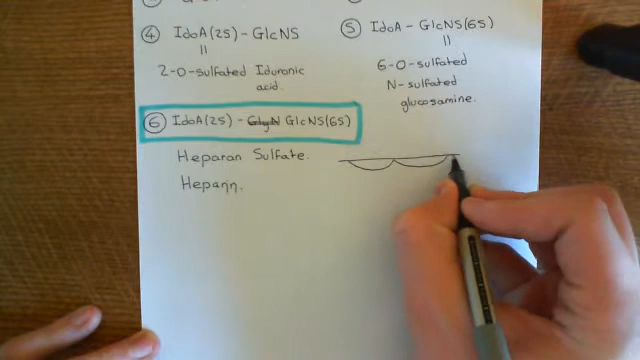 ④ IdoA(2S) - GlcNS
2-O-sulfated Iduronic
acid.
⑤ IdoA - GlcNS(6S)
6-O-sulfated
N-sulfated
glucosamine.
⑥ IdoA(2S) - GlcNS(6S)
Heparan Sulfate.
Heparin.